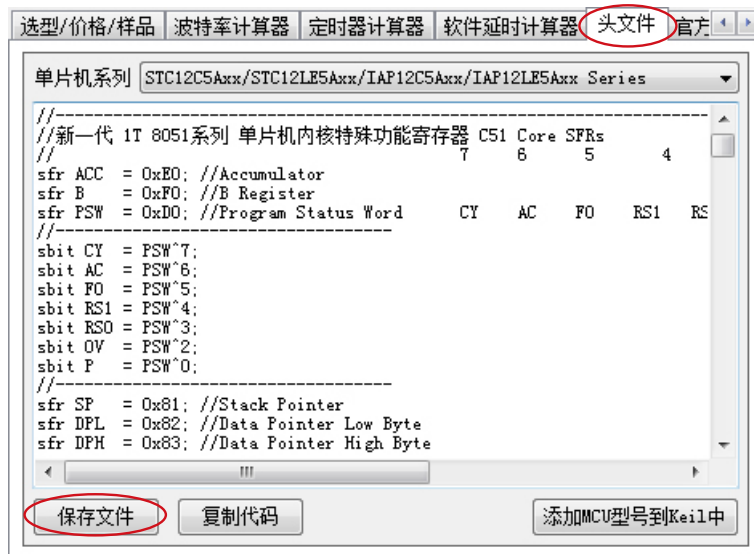 选型/价格/样品 波特率计算器 定时器计算器 软件延时计算器 头文件 官方
单片机系列 STC12C5Axx/STC12LE5Axx/IAP12C5Axx/IAP12LE5Axx Series
//--------------------------------------------------------------------------------
//新一代 1T 8051系列 单片机内核特殊功能寄存器 C51 Core SFRs
// 7 6 5 4
sfr ACC = 0xE0; //Accumulator
sfr B = 0xF0; //B Register
sfr PSW = 0xD0; //Program Status Word CY AC F0 RS1 RS
//-----------------------------------
sbit CY = PSW^7;
sbit AC = PSW^6;
sbit F0 = PSW^5;
sbit RS1 = PSW^4;
sbit RS0 = PSW^3;
sbit OV = PSW^2;
sbit P = PSW^0;
//-----------------------------------
sfr SP = 0x81; //Stack Pointer
sfr DPL = 0x82; //Data Pointer Low Byte
sfr DPH = 0x83; //Data Pointer High Byte
保存文件 复制代码 添加MCU型号到Keil中